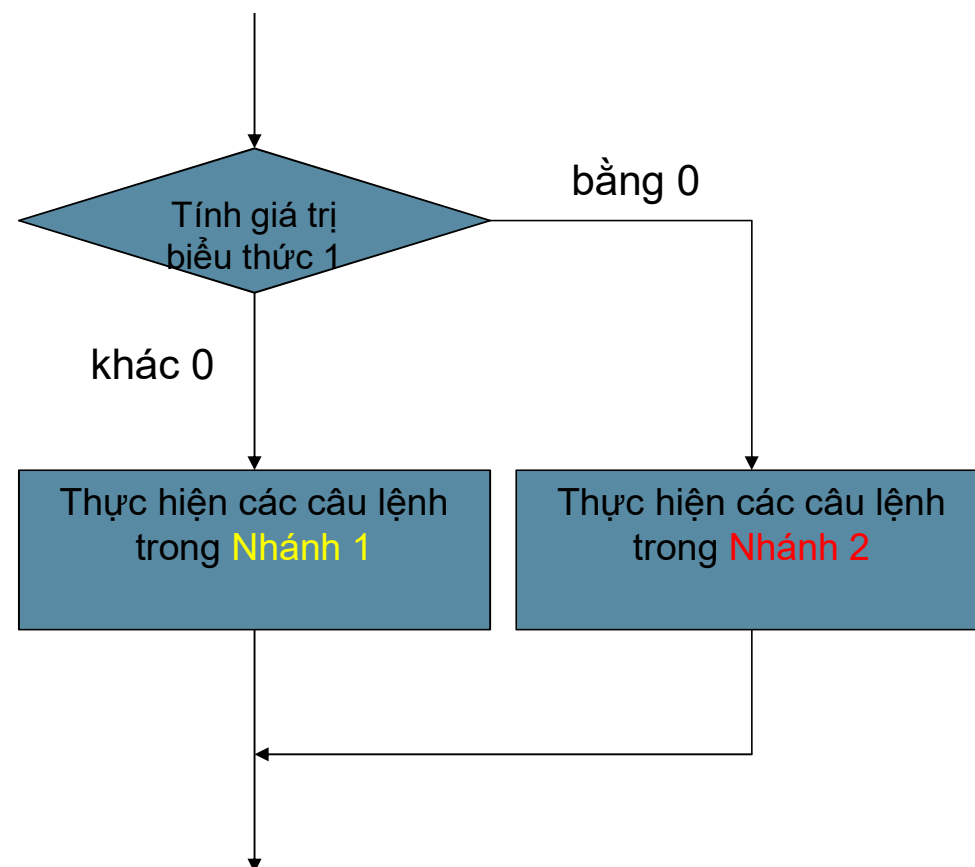 bằng 0
Tính giá trị
biểu thức 1
khác 0
Thực hiện các câu lệnh
trong Nhánh 1
Thực hiện các câu lệnh
trong Nhánh 2